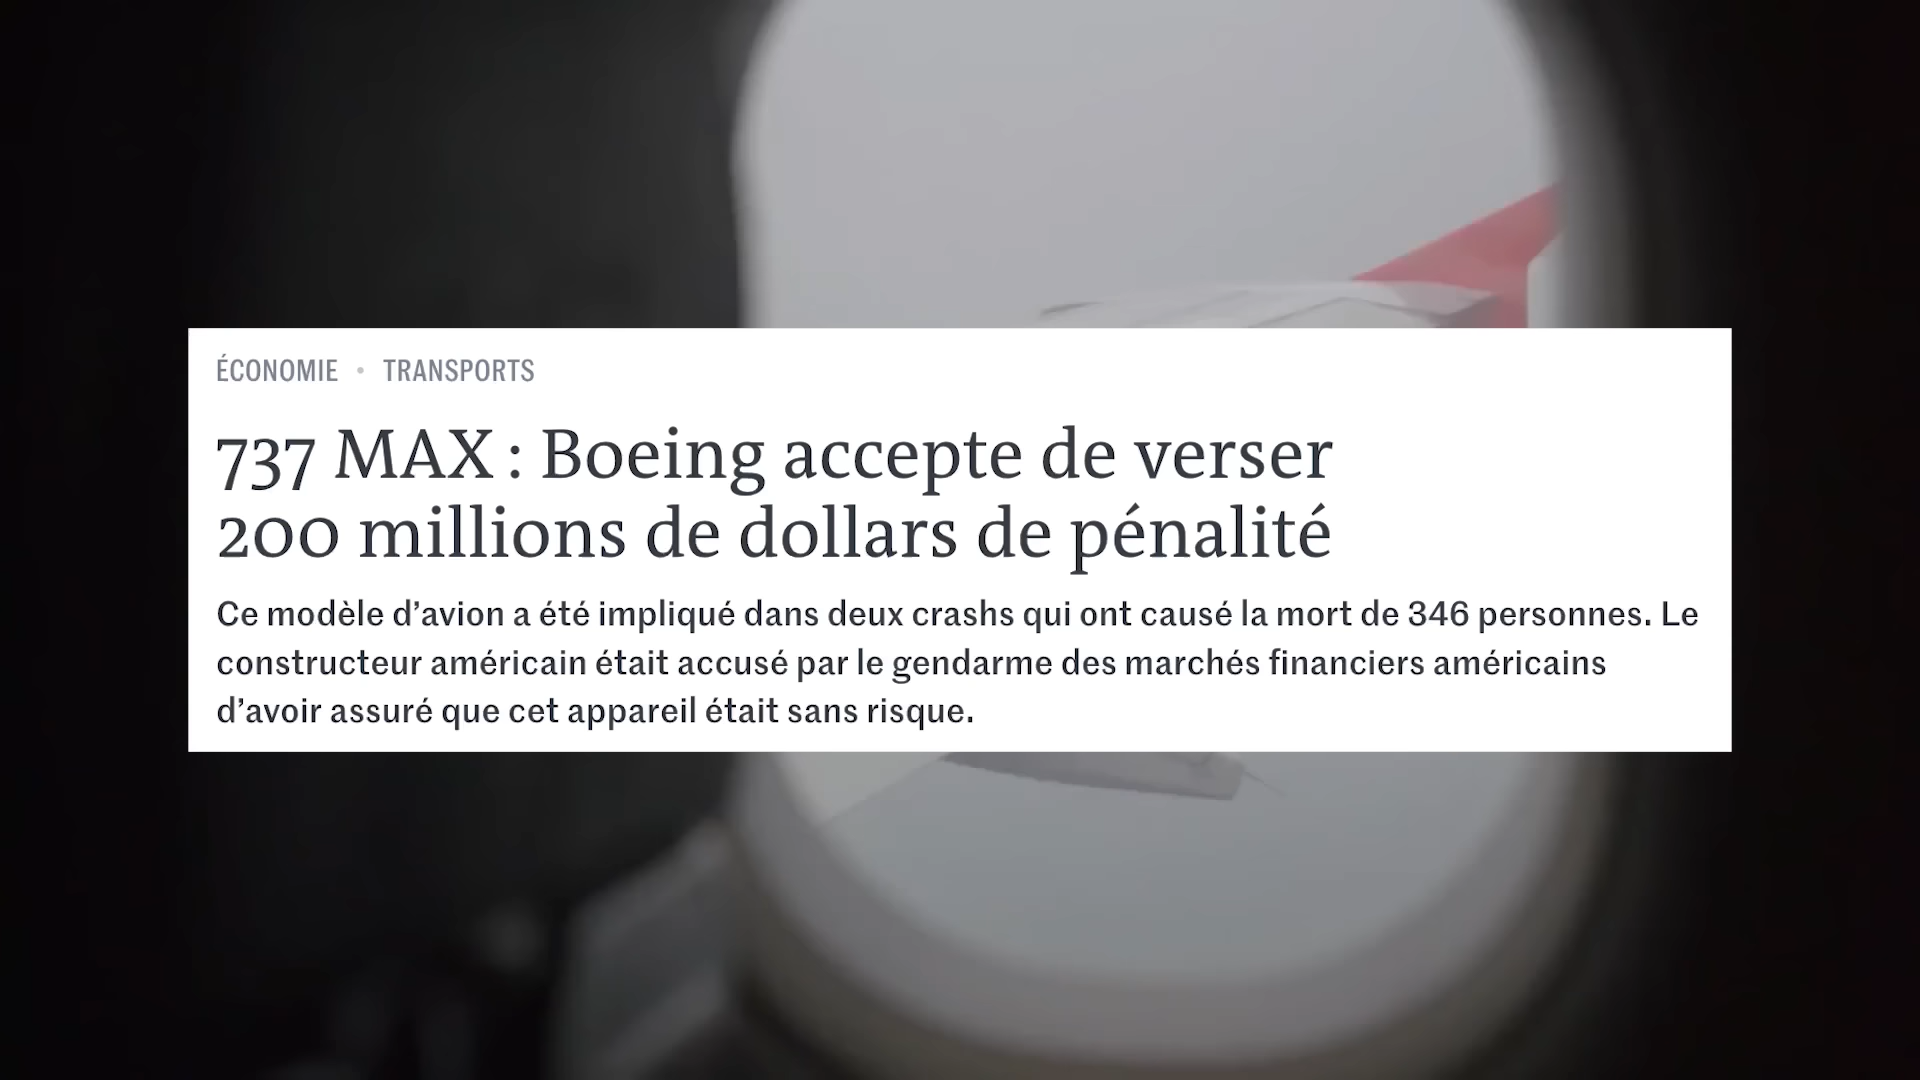 ÉCONOMIE • TRANSPORTS
737 MAX : Boeing accepte de verser
200 millions de dollars de pénalité
Ce modèle d’avion a été impliqué dans deux crashs qui ont causé la mort de 346 personnes. Le
constructeur américain était accusé par le gendarme des marchés financiers américains
d’avoir assuré que cet appareil était sans risque.